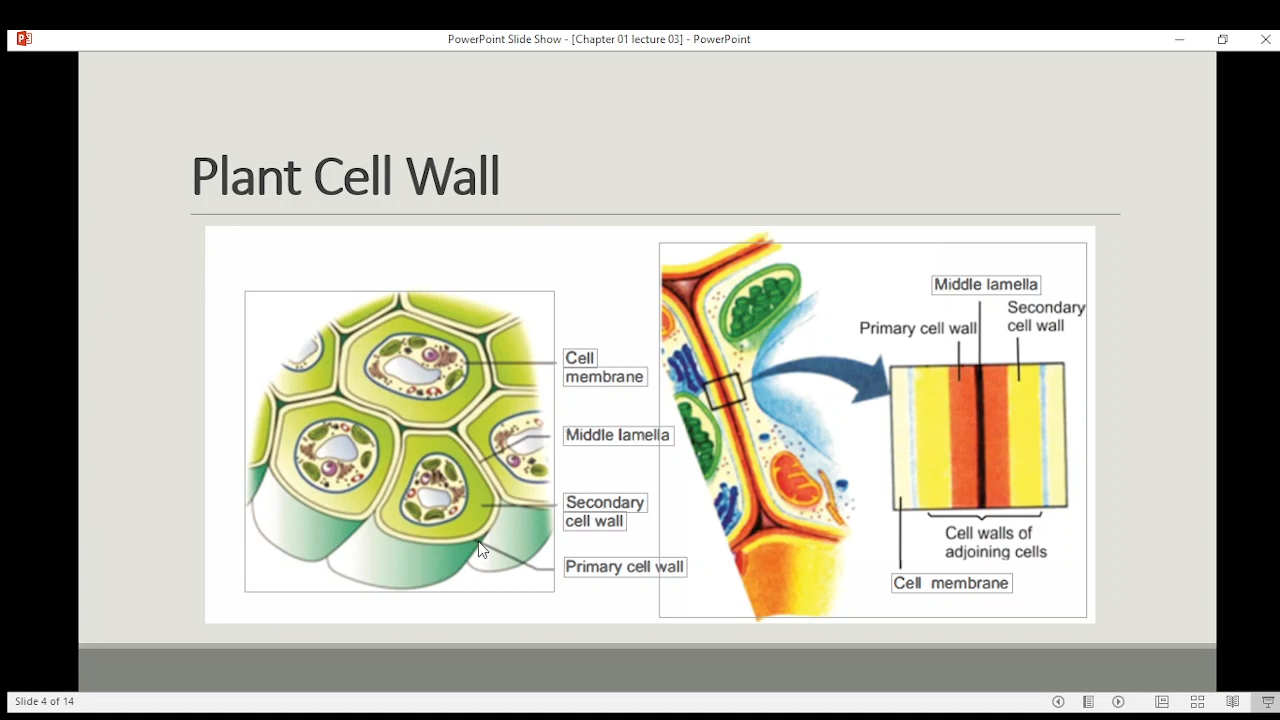 PowerPoint Slide Show - [Chapter 01 lecture 03] - PowerPoint
Plant Cell Wall
Cell
membrane
Middle lamella
Secondary
cell wall
Primary cell wall
Middle lamella
Secondary
cell wall
Primary cell wall
Cell walls of
adjoining cells
Cell membrane
Slide 4 of 14